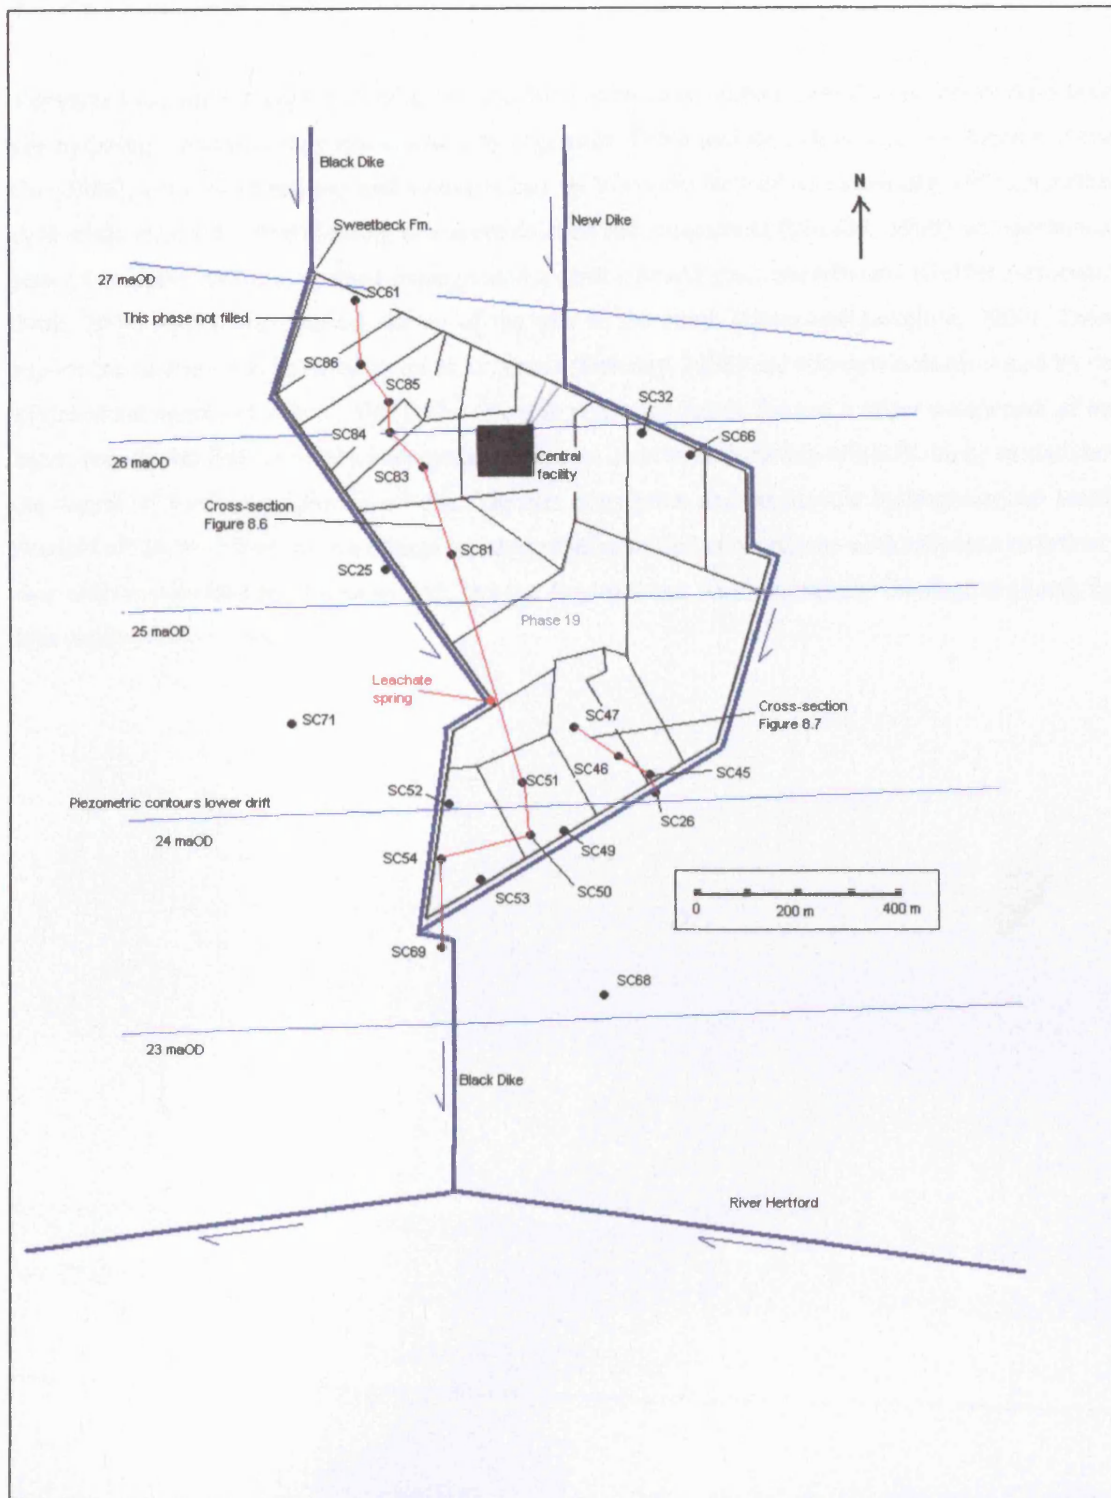 Black Dike
N
New Dike
Sweetbeck Fm.
27 maOD
SC61
This phase not filled
SC86
SC85
SC32
SC84
SC66
26 maOD
Central
facility
SC83
Cross-section
Figure 8.6
SC81
SC25
25 maOD
Phase 19
Leachate
spring
SC71
SC47
Cross-section
Figure 8.7
SC46
SC45
SC51
SC52
Piezometric contours lower drift
SC26
24 maOD
SC49
SC54
SC50
SC53
0
200 m
400 m
SC69
SC68
23 maOD
Black Dike
River Hertford